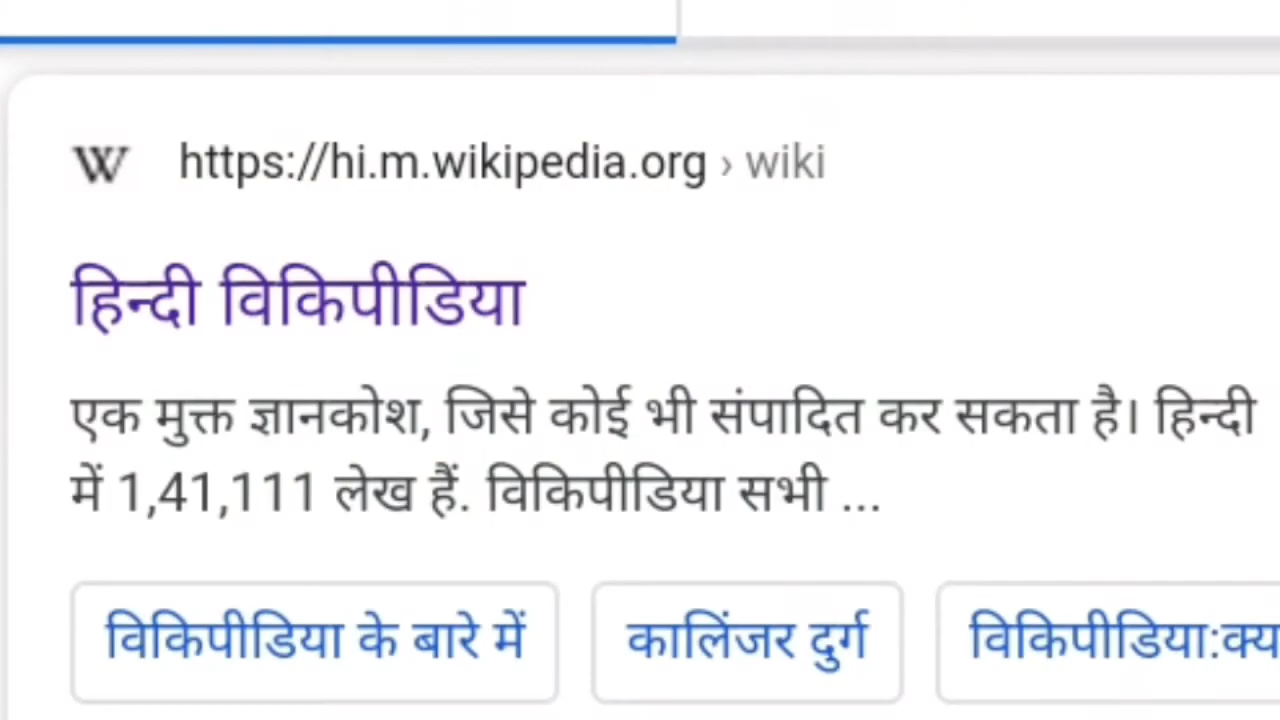 W https://hi.m.wikipedia.org › wiki
हिन्दी विकिपीडिया
एक मुक्त ज्ञानकोश, जिसे कोई भी संपादित कर सकता है। हिन्दी
में 1,41,111 लेख हैं. विकिपीडिया सभी ...
विकिपीडिया के बारे में कालिंजर दुर्ग विकिपीडिया:क्य